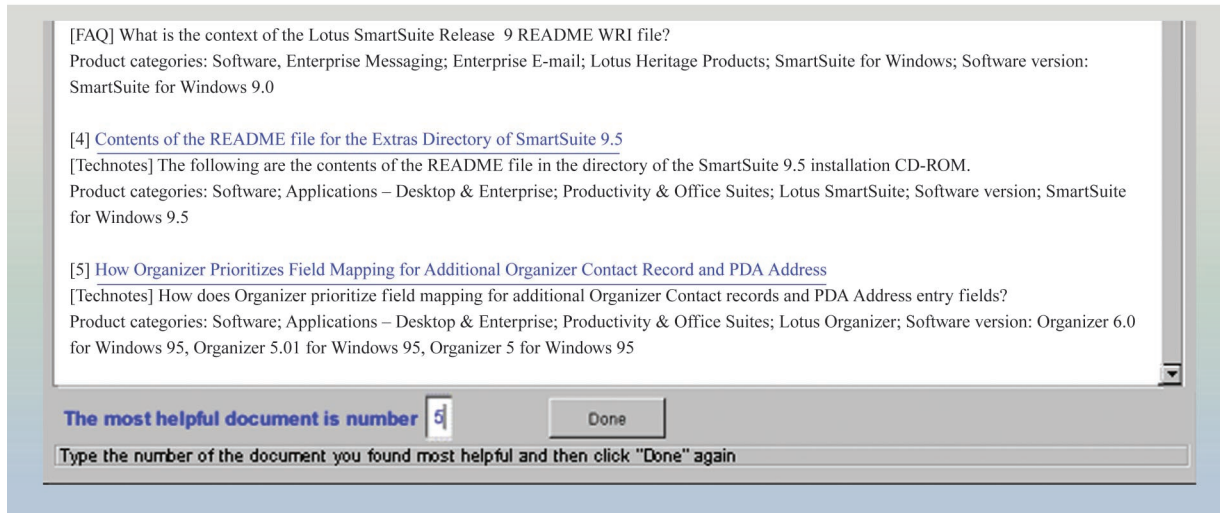 [FAQ] What is the context of the Lotus SmartSuite Release 9 README WRI file?
Product categories: Software, Enterprise Messaging; Enterprise E-mail; Lotus Heritage Products; SmartSuite for Windows; Software version:
SmartSuite for Windows 9.0
[4] Contents of the README file for the Extras Directory of SmartSuite 9.5
[Technotes] The following are the contents of the README file in the directory of the SmartSuite 9.5 installation CD-ROM.
Product categories: Software; Applications – Desktop & Enterprise; Productivity & Office Suites; Lotus SmartSuite; Software version; SmartSuite
for Windows 9.5
[5] How Organizer Prioritizes Field Mapping for Additional Organizer Contact Record and PDA Address
[Technotes] How does Organizer prioritize field mapping for additional Organizer Contact records and PDA Address entry fields?
Product categories: Software; Applications – Desktop & Enterprise; Productivity & Office Suites; Lotus Organizer; Software version: Organizer 6.0
for Windows 95, Organizer 5.01 for Windows 95, Organizer 5 for Windows 95
The most helpful document is number 5 Done
Type the number of the document you found most helpful and then click "Done" again